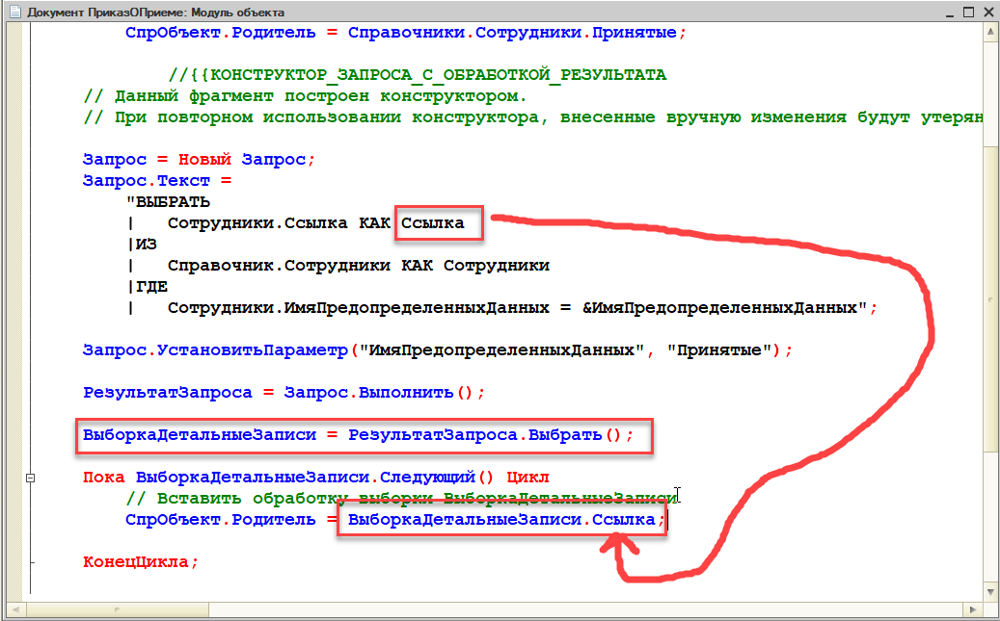 Документ ПриказОПриеме: Модуль объекта
СпрОбъект.Родитель = Справочники.Сотрудники.Принятые;
//{{КОНСТРУКТОР_ЗАПРОСА_С_ОБРАБОТКОЙ_РЕЗУЛЬТАТА
// Данный фрагмент построен конструктором.
// При повторном использовании конструктора, внесенные вручную изменения будут утерян
Запрос = Новый Запрос;
Запрос.Текст =
"ВЫБРАТЬ
|   Сотрудники.Ссылка КАК Ссылка
|ИЗ
|   Справочник.Сотрудники КАК Сотрудники
|ГДЕ
|   Сотрудники.ИмяПредопределенныхДанных = &ИмяПредопределенныхДанных";
Запрос.УстановитьПараметр("ИмяПредопределенныхДанных", "Принятые");
РезультатЗапроса = Запрос.Выполнить();
ВыборкаДетальныеЗаписи = РезультатЗапроса.Выбрать();
Пока ВыборкаДетальныеЗаписи.Следующий() Цикл
// Вставить обработку выборки ВыборкаДетальныеЗаписи
СпрОбъект.Родитель = ВыборкаДетальныеЗаписи.Ссылка;
КонецЦикла;